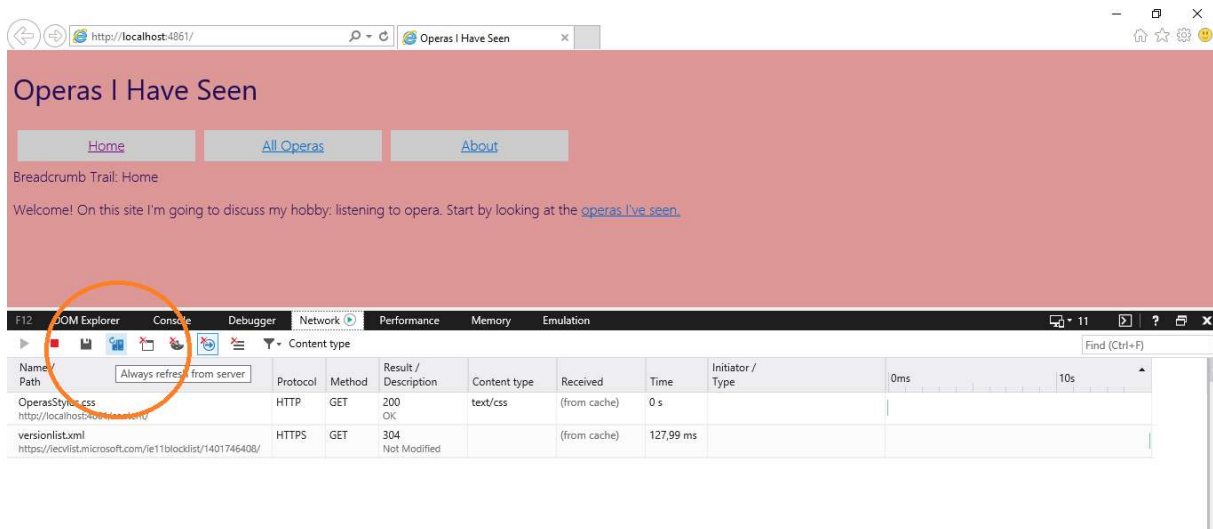 http://localhost:4861/
Operas I Have Seen
Operas I Have Seen
Home
All Operas
About
Breadcrumb Trail: Home
Welcome! On this site I'm going to discuss my hobby: listening to opera. Start by looking at the operas I've seen.
F12 DOM Explorer Console Debugger Network Performance Memory Emulation 11 ?
Content type Find (Ctrl+F)
Always refresh from server
Name / Path Protocol Method Result / Description Content type Received Time Initiator / Type 0ms 10s
OperasStyles.css HTTP GET 200 text/css (from cache) 0 s
http://localhost:4861/content/ OK
versionlist.xml HTTPS GET 304 (from cache) 127,99 ms
https://iecvlist.microsoft.com/ie11blocklist/1401746408/ Not Modified